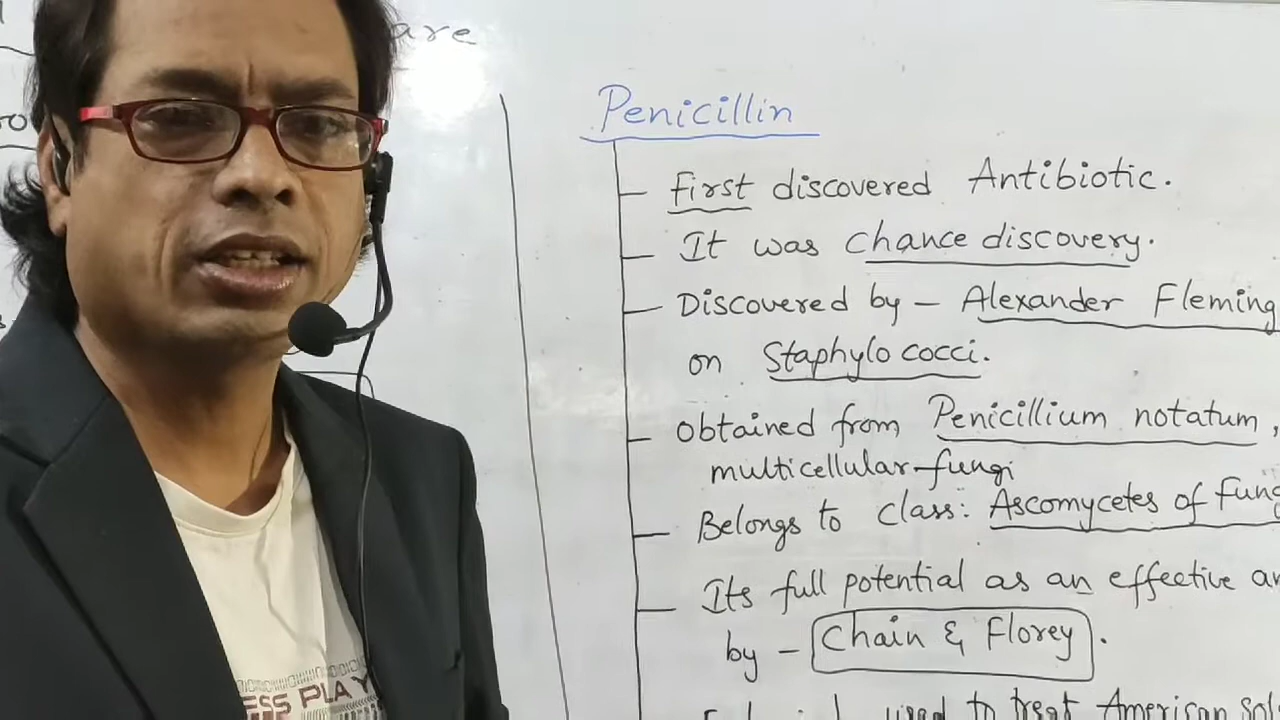 are
Penicillin
First discovered Antibiotic.
It was chance discovery.
Discovered by – Alexander Fleming
on Staphylococci.
obtained from Penicillium notatum,
multicellular fungi
Belongs to class: Ascomycetes of
Its full potential as an effective
by – Chain & Florey.
used to treat American
PLAY